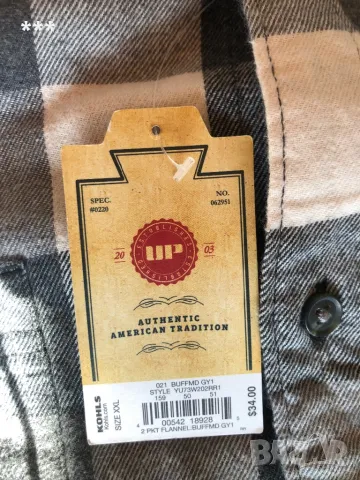 ***
SPEC.
#0220
NO.
062951
ESTABLISHED
20 03
UP
AUTHENTIC
AMERICAN TRADITION
021 BUFFMD GY1
STYLE YU73W202RR1
159 50 51
KOHLS
Kohls.com
SIZE XXL
$34.00
00542 18928
2 PKT FLANNEL:BUFFMD GY1